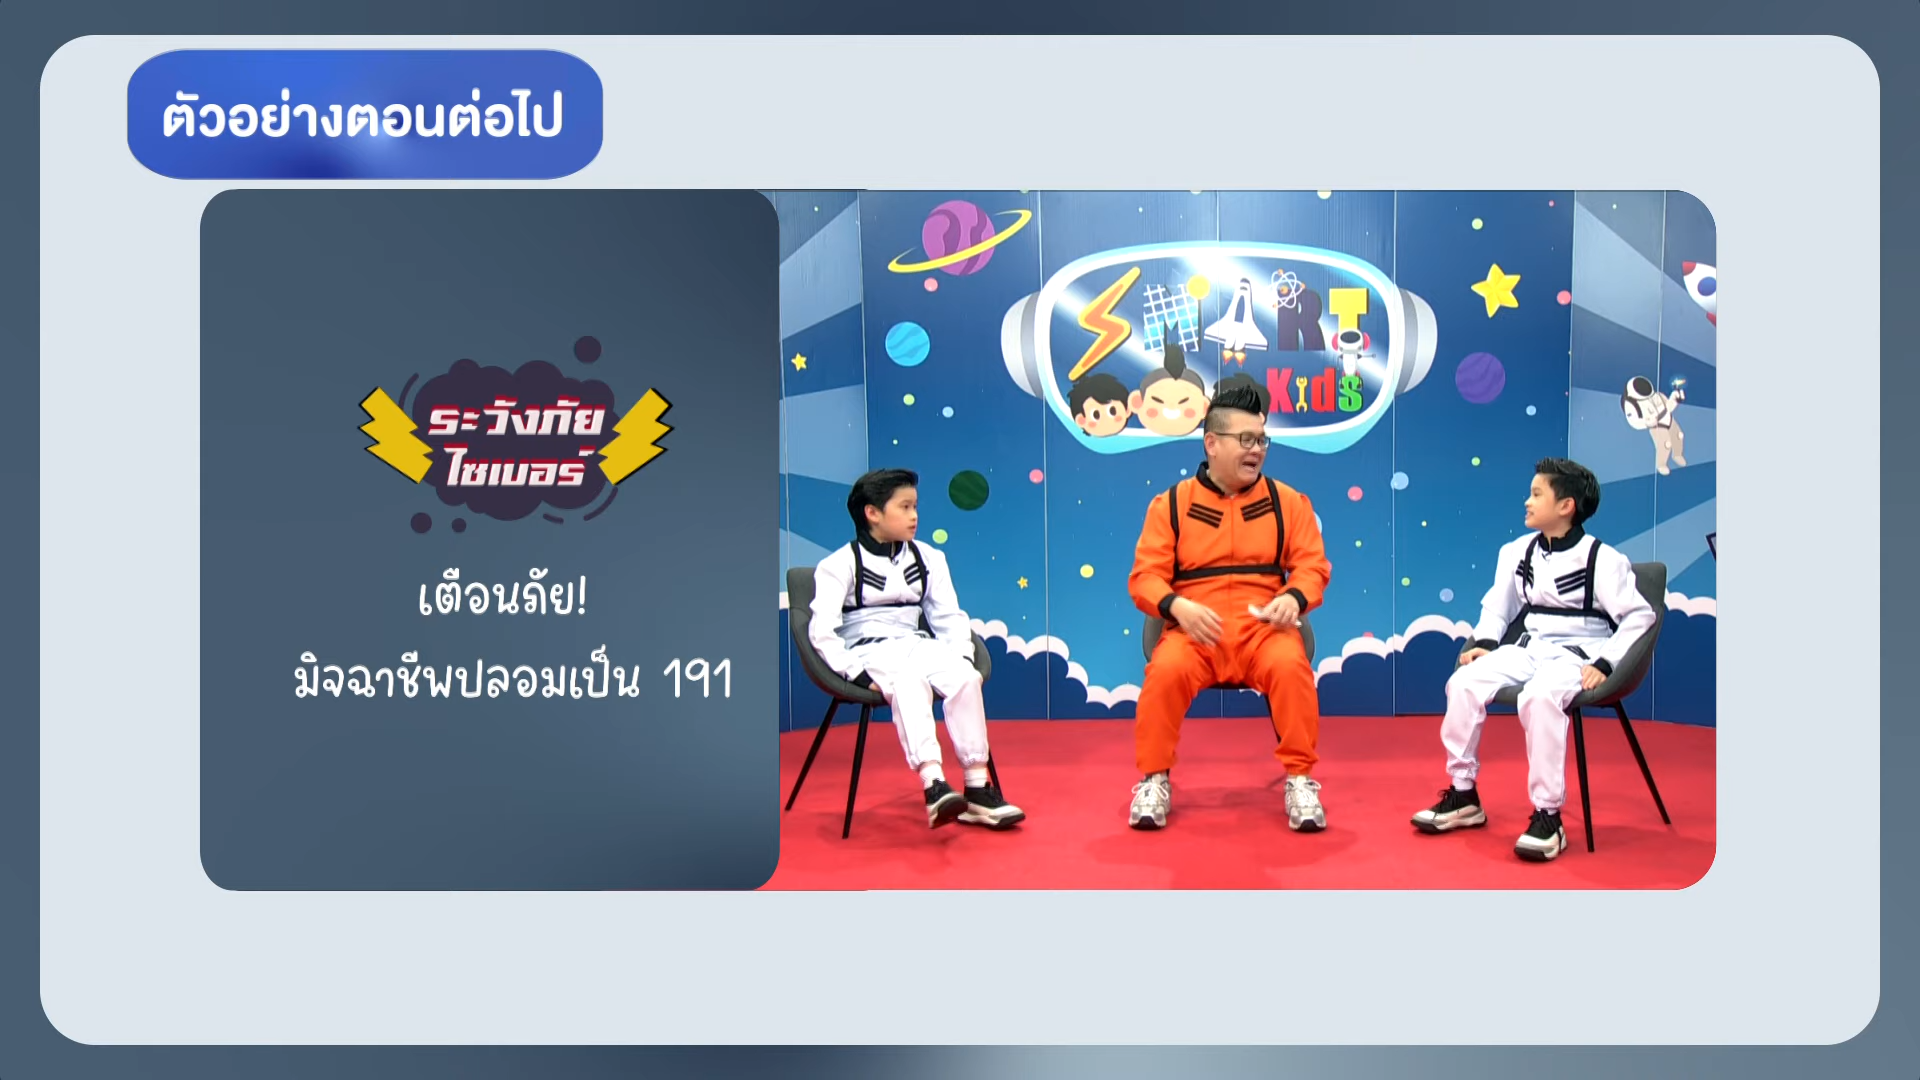 ตัวอย่างตอนต่อไป
ระวังภัย
ไซเบอร์
เตือนภัย!
มิจฉาชีพปลอมเป็น 191
SMART
Kids